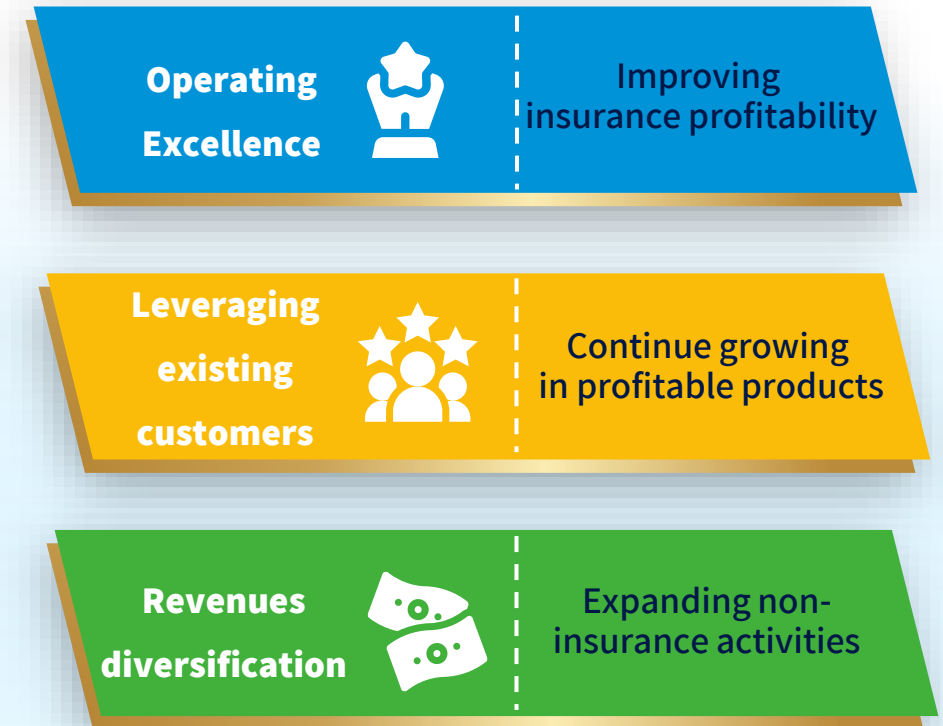 Operating
Excellence
Improving
insurance profitability
Leveraging
existing
customers
Continue growing
in profitable products
Revenues
diversification
Expanding non-
insurance activities